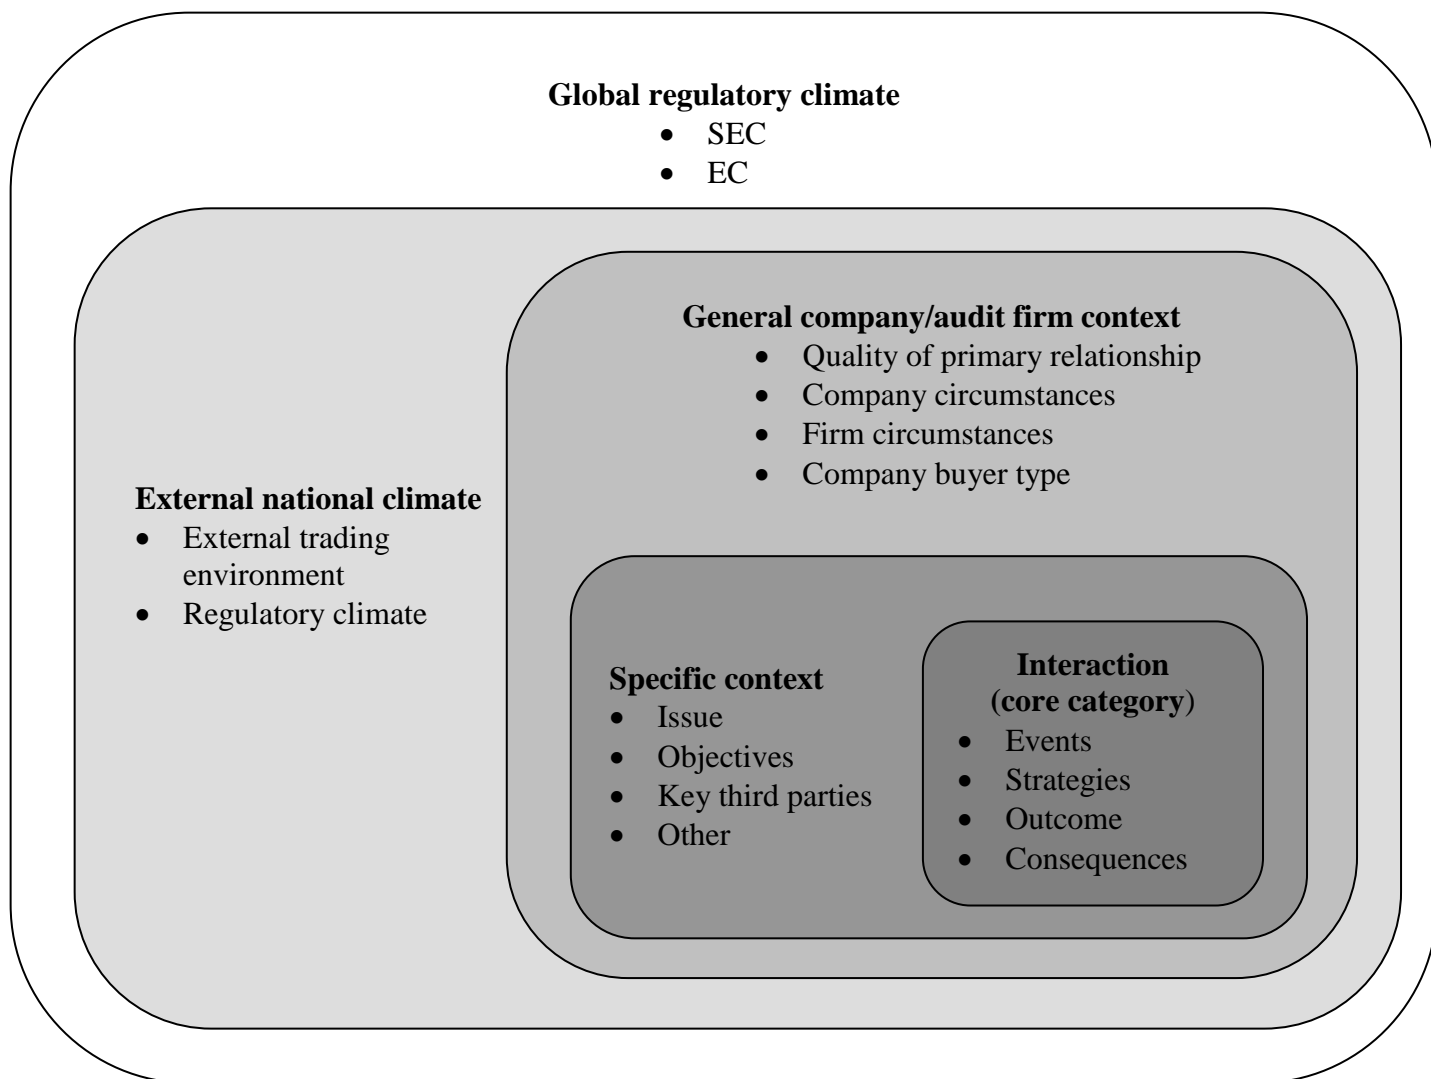 Global regulatory climate
• SEC
• EC
General company/audit firm context
• Quality of primary relationship
• Company circumstances
• Firm circumstances
• Company buyer type
External national climate
• External trading
environment
• Regulatory climate
Specific context
• Issue
• Objectives
• Key third parties
• Other
Interaction
(core category)
• Events
• Strategies
• Outcome
• Consequences